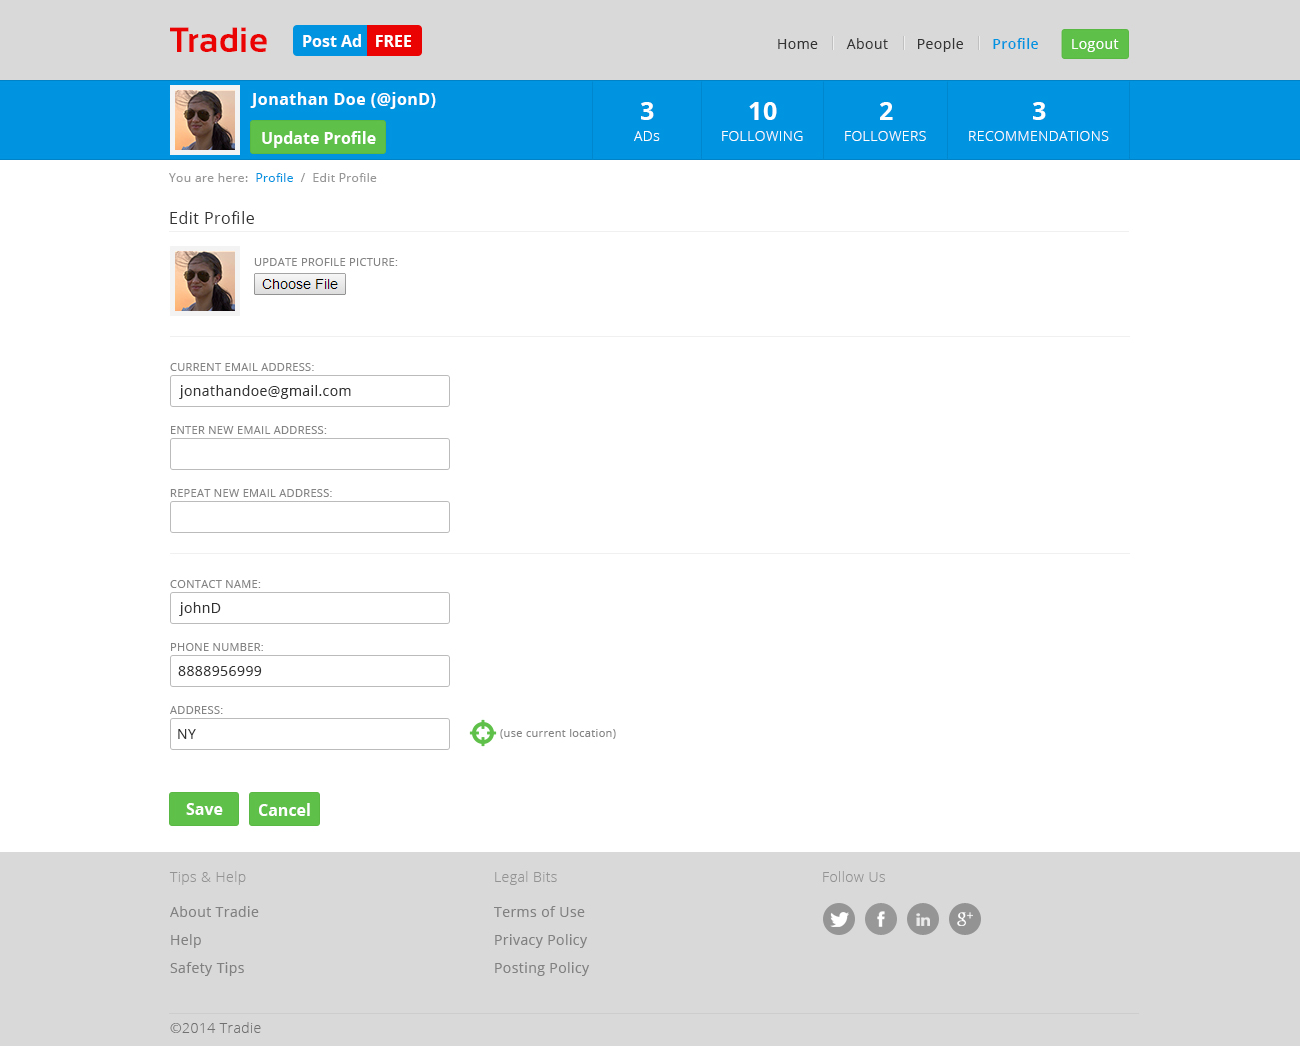 Tradie
Post Ad FREE
Home
About
People
Profile
Logout
Jonathan Doe (@jonD)
Update Profile
3
ADs
10
FOLLOWING
2
FOLLOWERS
3
RECOMMENDATIONS
You are here: Profile / Edit Profile
Edit Profile
UPDATE PROFILE PICTURE:
Choose File
CURRENT EMAIL ADDRESS:
jonathandoe@gmail.com
ENTER NEW EMAIL ADDRESS:
REPEAT NEW EMAIL ADDRESS:
CONTACT NAME:
johnD
PHONE NUMBER:
8888956999
ADDRESS:
NY
(use current location)
Save
Cancel
Tips & Help
About Tradie
Help
Safety Tips
Legal Bits
Terms of Use
Privacy Policy
Posting Policy
Follow Us
f
in
g+
©2014 Tradie